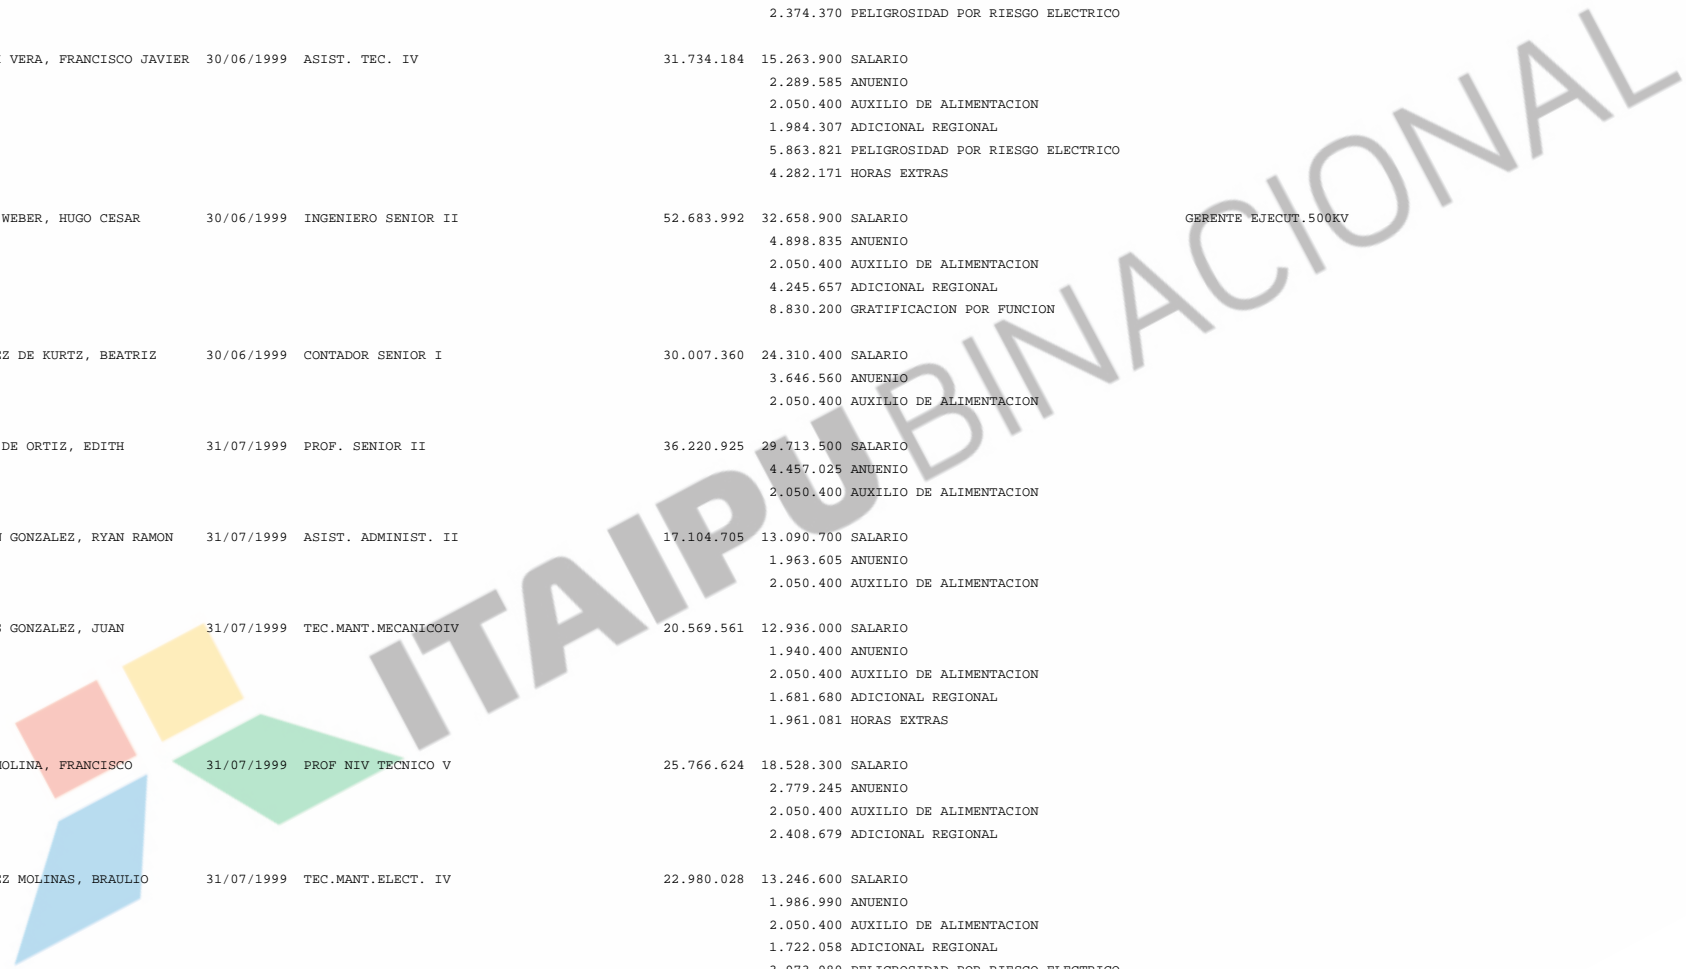 2.374.370 PELIGROSIDAD POR RIESGO ELECTRICO
VERA, FRANCISCO JAVIER 30/06/1999 ASIST. TEC. IV 31.734.184 15.263.900 SALARIO
2.289.585 ANUENIO
2.050.400 AUXILIO DE ALIMENTACION
1.984.307 ADICIONAL REGIONAL
5.863.821 PELIGROSIDAD POR RIESGO ELECTRICO
4.282.171 HORAS EXTRAS
WEBER, HUGO CESAR 30/06/1999 INGENIERO SENIOR II 52.683.992 32.658.900 SALARIO GERENTE EJECUT.500KV
4.898.835 ANUENIO
2.050.400 AUXILIO DE ALIMENTACION
4.245.657 ADICIONAL REGIONAL
8.830.200 GRATIFICACION POR FUNCION
EZ DE KURTZ, BEATRIZ 30/06/1999 CONTADOR SENIOR I 30.007.360 24.310.400 SALARIO
3.646.560 ANUENIO
2.050.400 AUXILIO DE ALIMENTACION
DE ORTIZ, EDITH 31/07/1999 PROF. SENIOR II 36.220.925 29.713.500 SALARIO
4.457.025 ANUENIO
2.050.400 AUXILIO DE ALIMENTACION
GONZALEZ, RYAN RAMON 31/07/1999 ASIST. ADMINIST. II 17.104.705 13.090.700 SALARIO
1.963.605 ANUENIO
2.050.400 AUXILIO DE ALIMENTACION
GONZALEZ, JUAN 31/07/1999 TEC.MANT.MECANICOIV 20.569.561 12.936.000 SALARIO
1.940.400 ANUENIO
2.050.400 AUXILIO DE ALIMENTACION
1.681.680 ADICIONAL REGIONAL
1.961.081 HORAS EXTRAS
MOLINA, FRANCISCO 31/07/1999 PROF NIV TECNICO V 25.766.624 18.528.300 SALARIO
2.779.245 ANUENIO
2.050.400 AUXILIO DE ALIMENTACION
2.408.679 ADICIONAL REGIONAL
EZ MOLINAS, BRAULIO 31/07/1999 TEC.MANT.ELECT. IV 22.980.028 13.246.600 SALARIO
1.986.990 ANUENIO
2.050.400 AUXILIO DE ALIMENTACION
1.722.058 ADICIONAL REGIONAL
PELIGROSIDAD POR RIESGO ELECTRICO
ITAIPU BINACIONAL